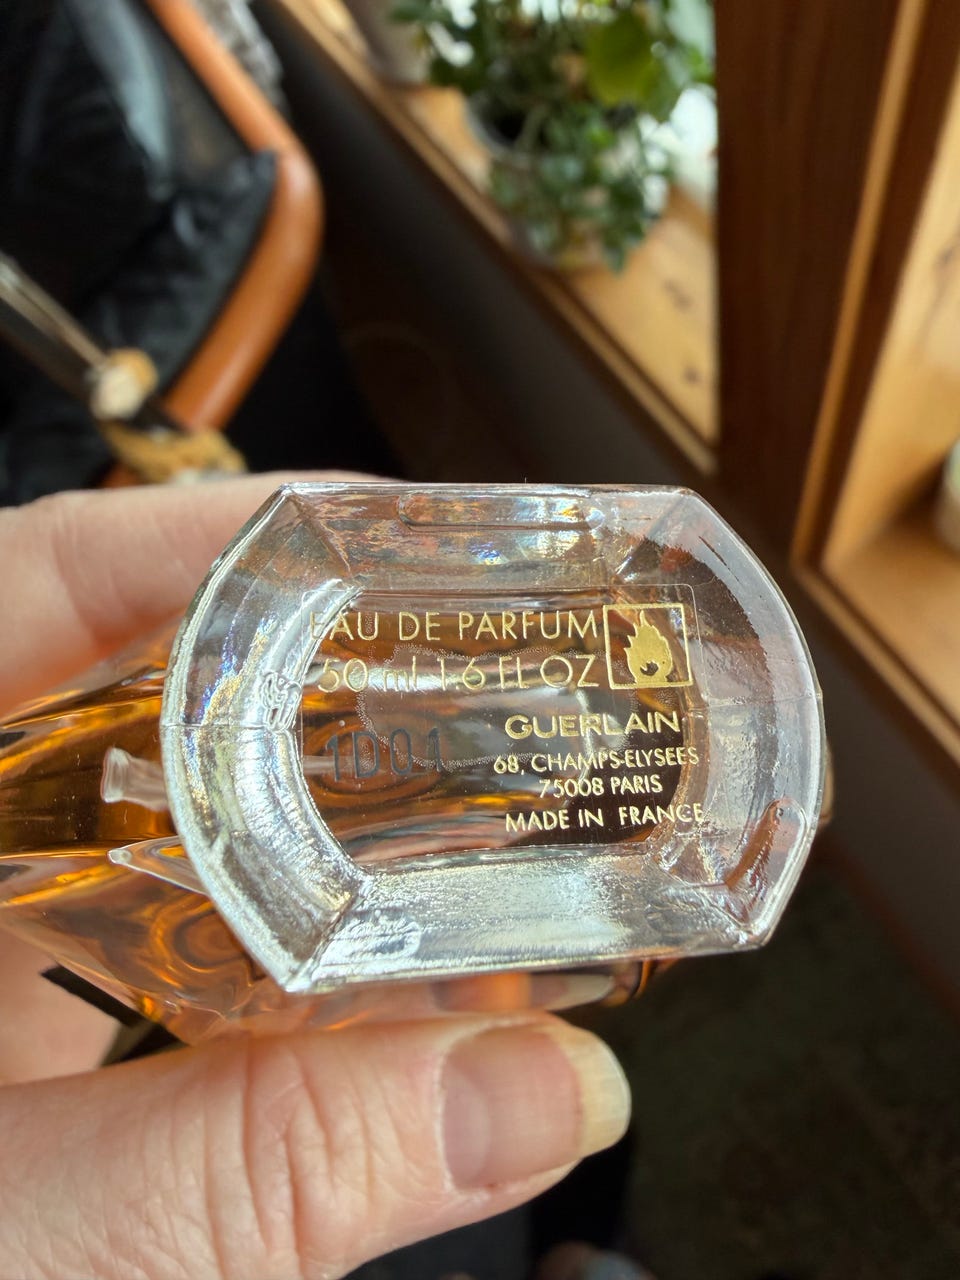 EAU DE PARFUM
50 ml 1.6 FL OZ
1D01
GUERLAIN
68, CHAMPS-ELYSEES
75008 PARIS
MADE IN FRANCE